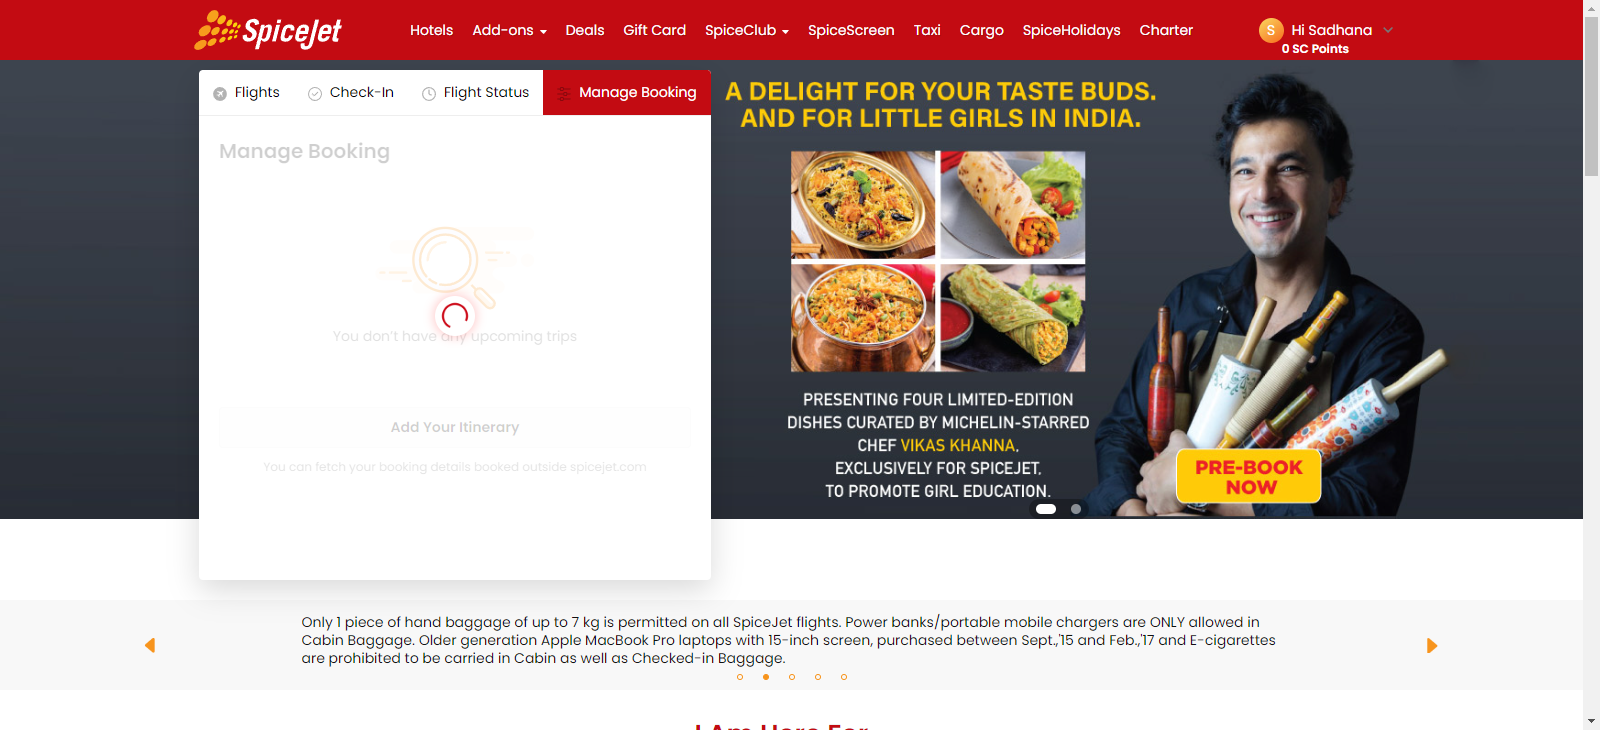 SpiceJet
Hotels Add-ons Deals Gift Card SpiceClub SpiceScreen Taxi Cargo SpiceHolidays Charter
S Hi Sadhana
0 SC Points
Flights Check-In Flight Status Manage Booking
Manage Booking
You don't have any upcoming trips
Add Your Itinerary
You can fetch your booking details booked outside spicejet.com
A DELIGHT FOR YOUR TASTE BUDS.
AND FOR LITTLE GIRLS IN INDIA.
PRESENTING FOUR LIMITED-EDITION
DISHES CURATED BY MICHELIN-STARRED
CHEF VIKAS KHANNA,
EXCLUSIVELY FOR SPICEJET,
TO PROMOTE GIRL EDUCATION.
PRE-BOOK
NOW
Only 1 piece of hand baggage of up to 7 kg is permitted on all SpiceJet flights. Power banks/portable mobile chargers are ONLY allowed in
Cabin Baggage. Older generation Apple MacBook Pro laptops with 15-inch screen, purchased between Sept.,'15 and Feb.,'17 and E-cigarettes
are prohibited to be carried in Cabin as well as Checked-in Baggage.
I Am Here For